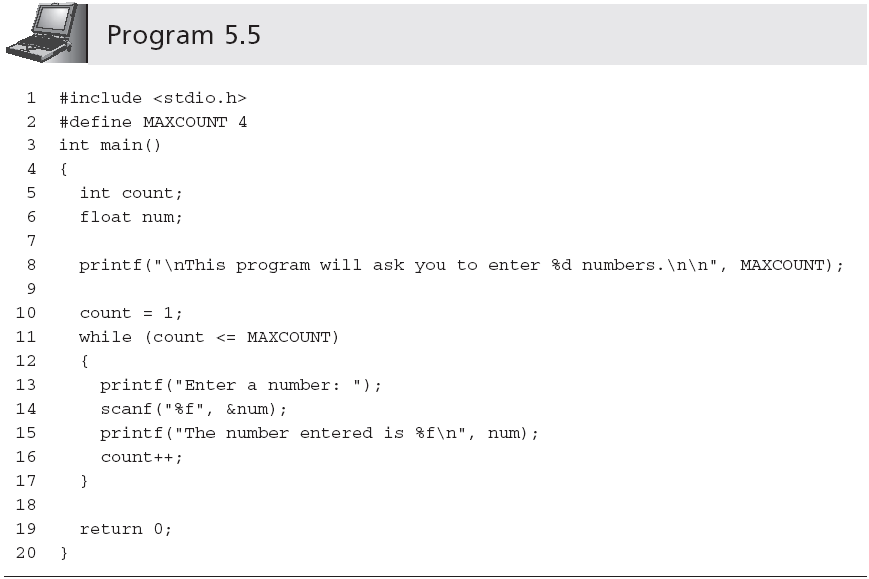 Program 5.5
1 #include <stdio.h>
2 #define MAXCOUNT 4
3 int main()
4 {
5   int count;
6   float num;
7
8   printf("\nThis program will ask you to enter %d numbers.\n\n", MAXCOUNT);
9
10   count = 1;
11   while (count <= MAXCOUNT)
12   {
13     printf("Enter a number: ");
14     scanf("%f", &num);
15     printf("The number entered is %f\n", num);
16     count++;
17   }
18
19   return 0;
20 }